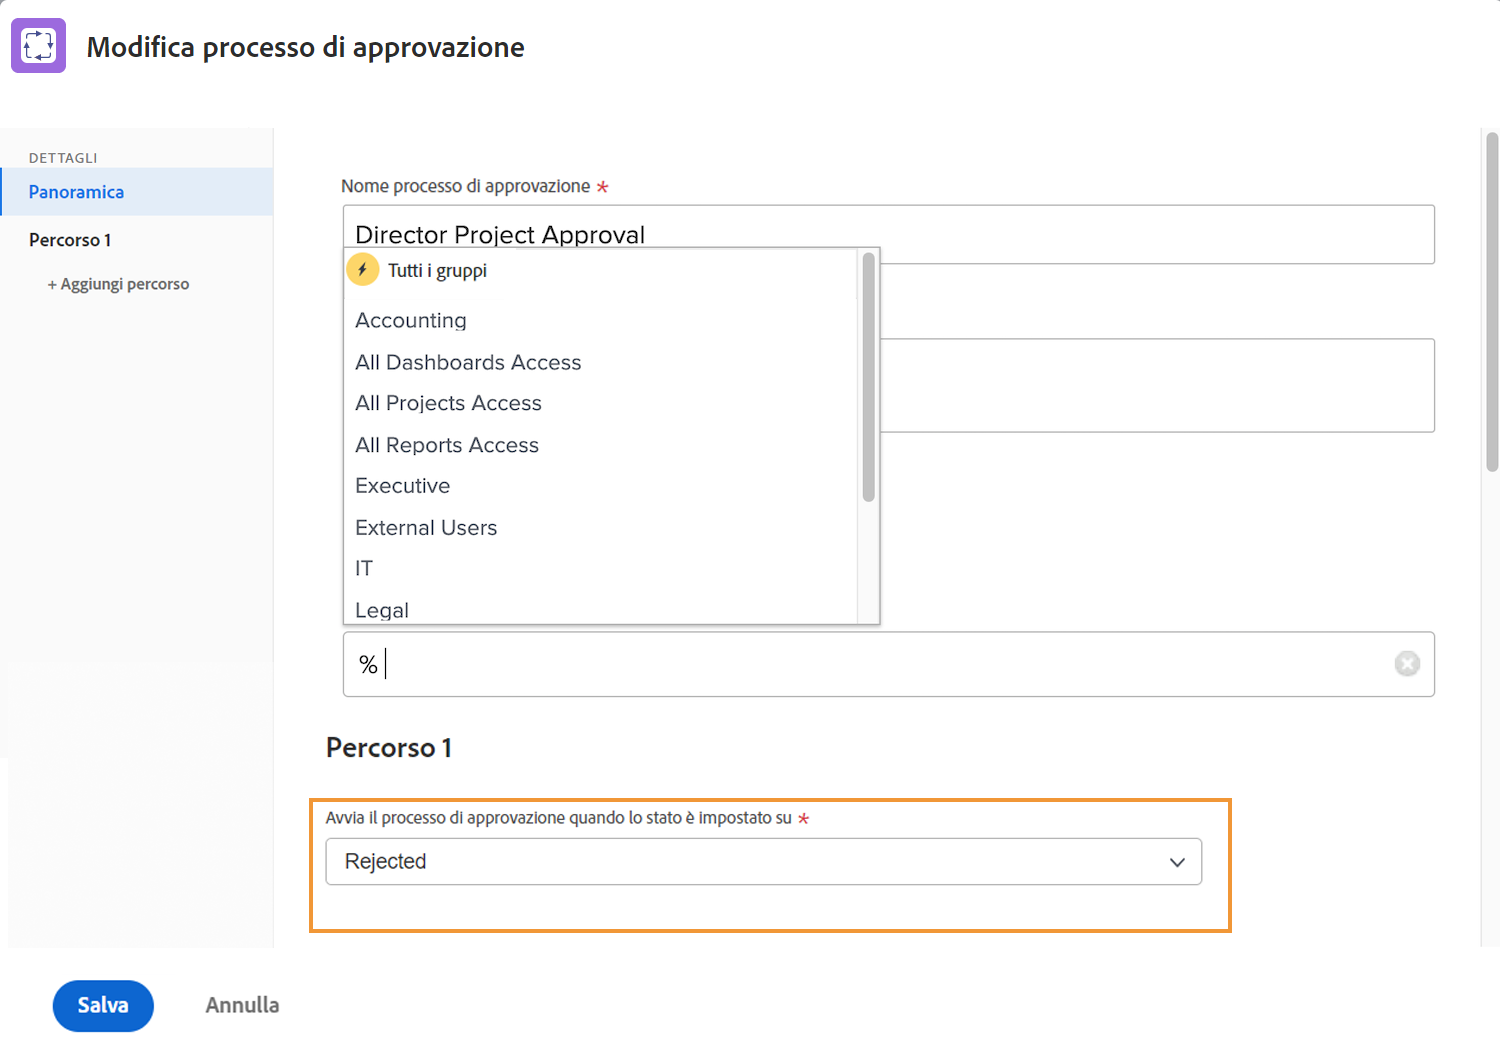 Modifica processo di approvazione
DETTAGLI
Panoramica
Percorso 1
+ Aggiungi percorso
Nome processo di approvazione *
Director Project Approval
Tutti i gruppi
Accounting
All Dashboards Access
All Projects Access
All Reports Access
Executive
External Users
IT
Legal
%
Percorso 1
Avvia il processo di approvazione quando lo stato è impostato su *
Rejected
Salva
Annulla